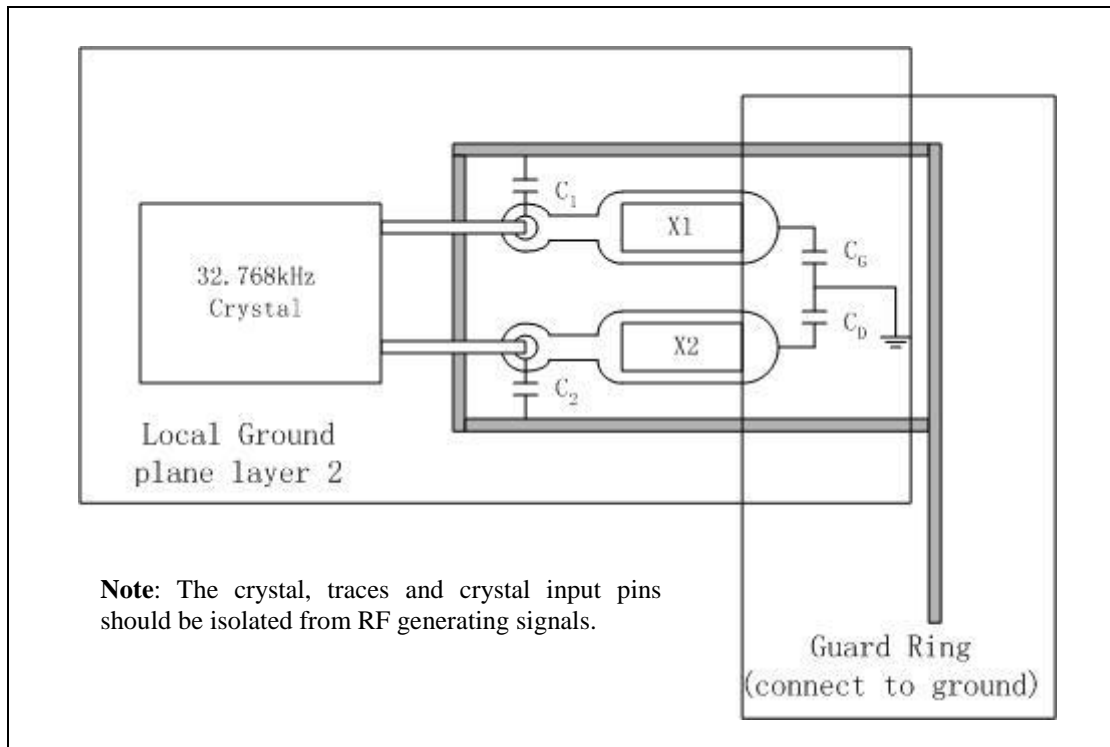 C1
X1
CG
32.768kHz
Crystal
X2
CD
C2
Local Ground
plane layer 2
Note: The crystal, traces and crystal input pins
should be isolated from RF generating signals.
Guard Ring
(connect to ground)